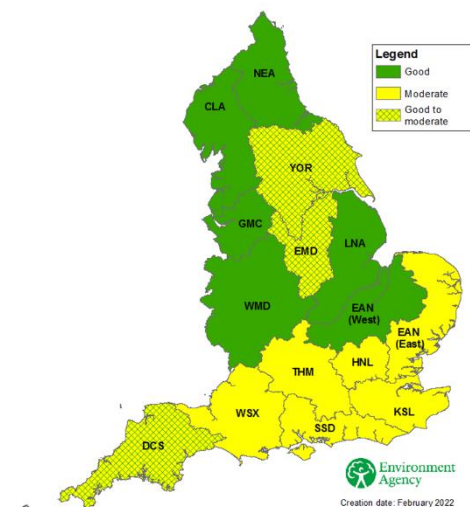 Legend
Good
Moderate
Good to
moderate
NEA
CLA
YOR
GMC
EMD
LNA
WMD
EAN
(West)
EAN
(East)
THM
HNL
WSX
SSD
KSL
DCS
Environment
Agency
Creation date: February 2022